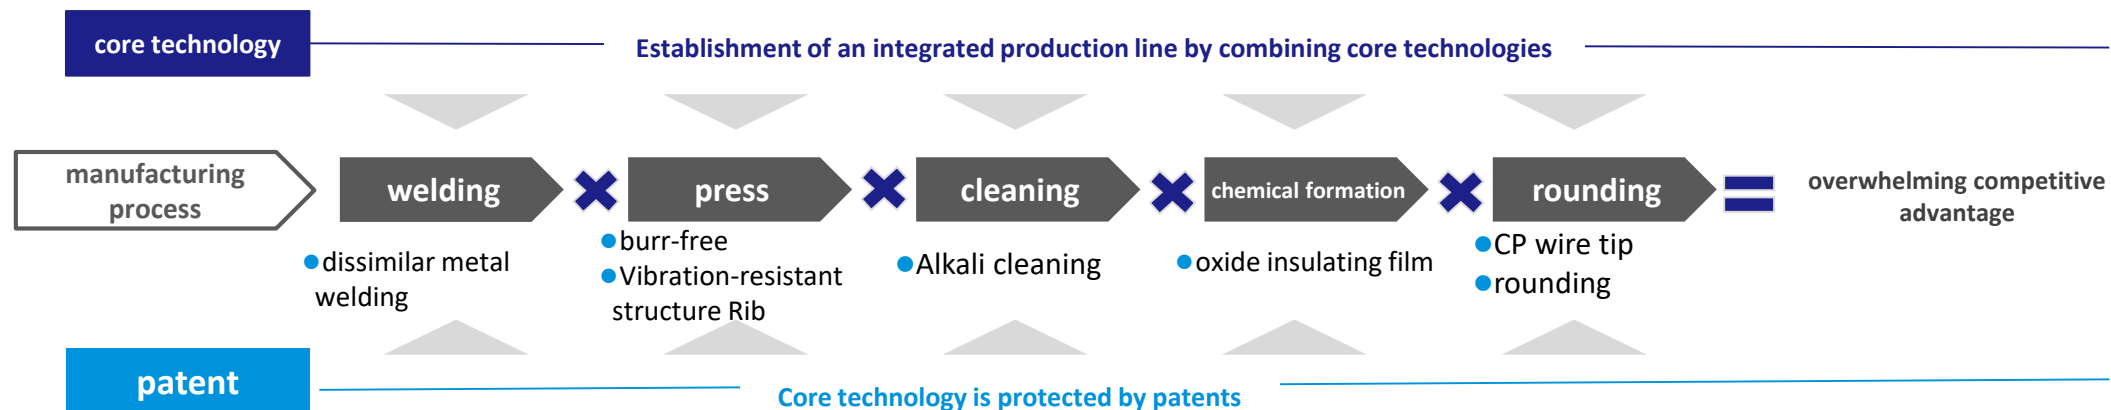 core technology
Establishment of an integrated production line by combining core technologies
manufacturing
process
welding
press
cleaning
chemical formation
rounding
overwhelming competitive
advantage
●dissimilar metal
welding
●burr-free
●Vibration-resistant
structure Rib
●Alkali cleaning
●oxide insulating film
●CP wire tip
●rounding
patent
Core technology is protected by patents